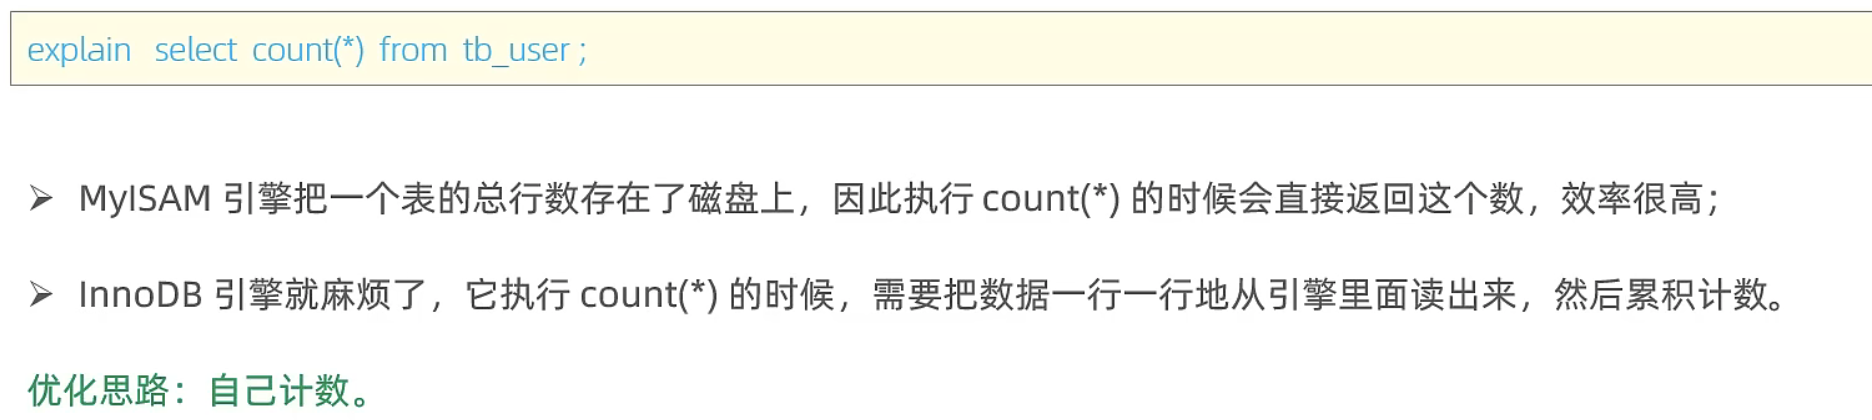 explain select count(*) from tb_user ;
➢ MyISAM 引擎把一个表的总行数存在了磁盘上，因此执行 count(*) 的时候会直接返回这个数，效率很高；
➢ InnoDB 引擎就麻烦了，它执行 count(*) 的时候，需要把数据一行一行地从引擎里面读出来，然后累积计数。
优化思路：自己计数。